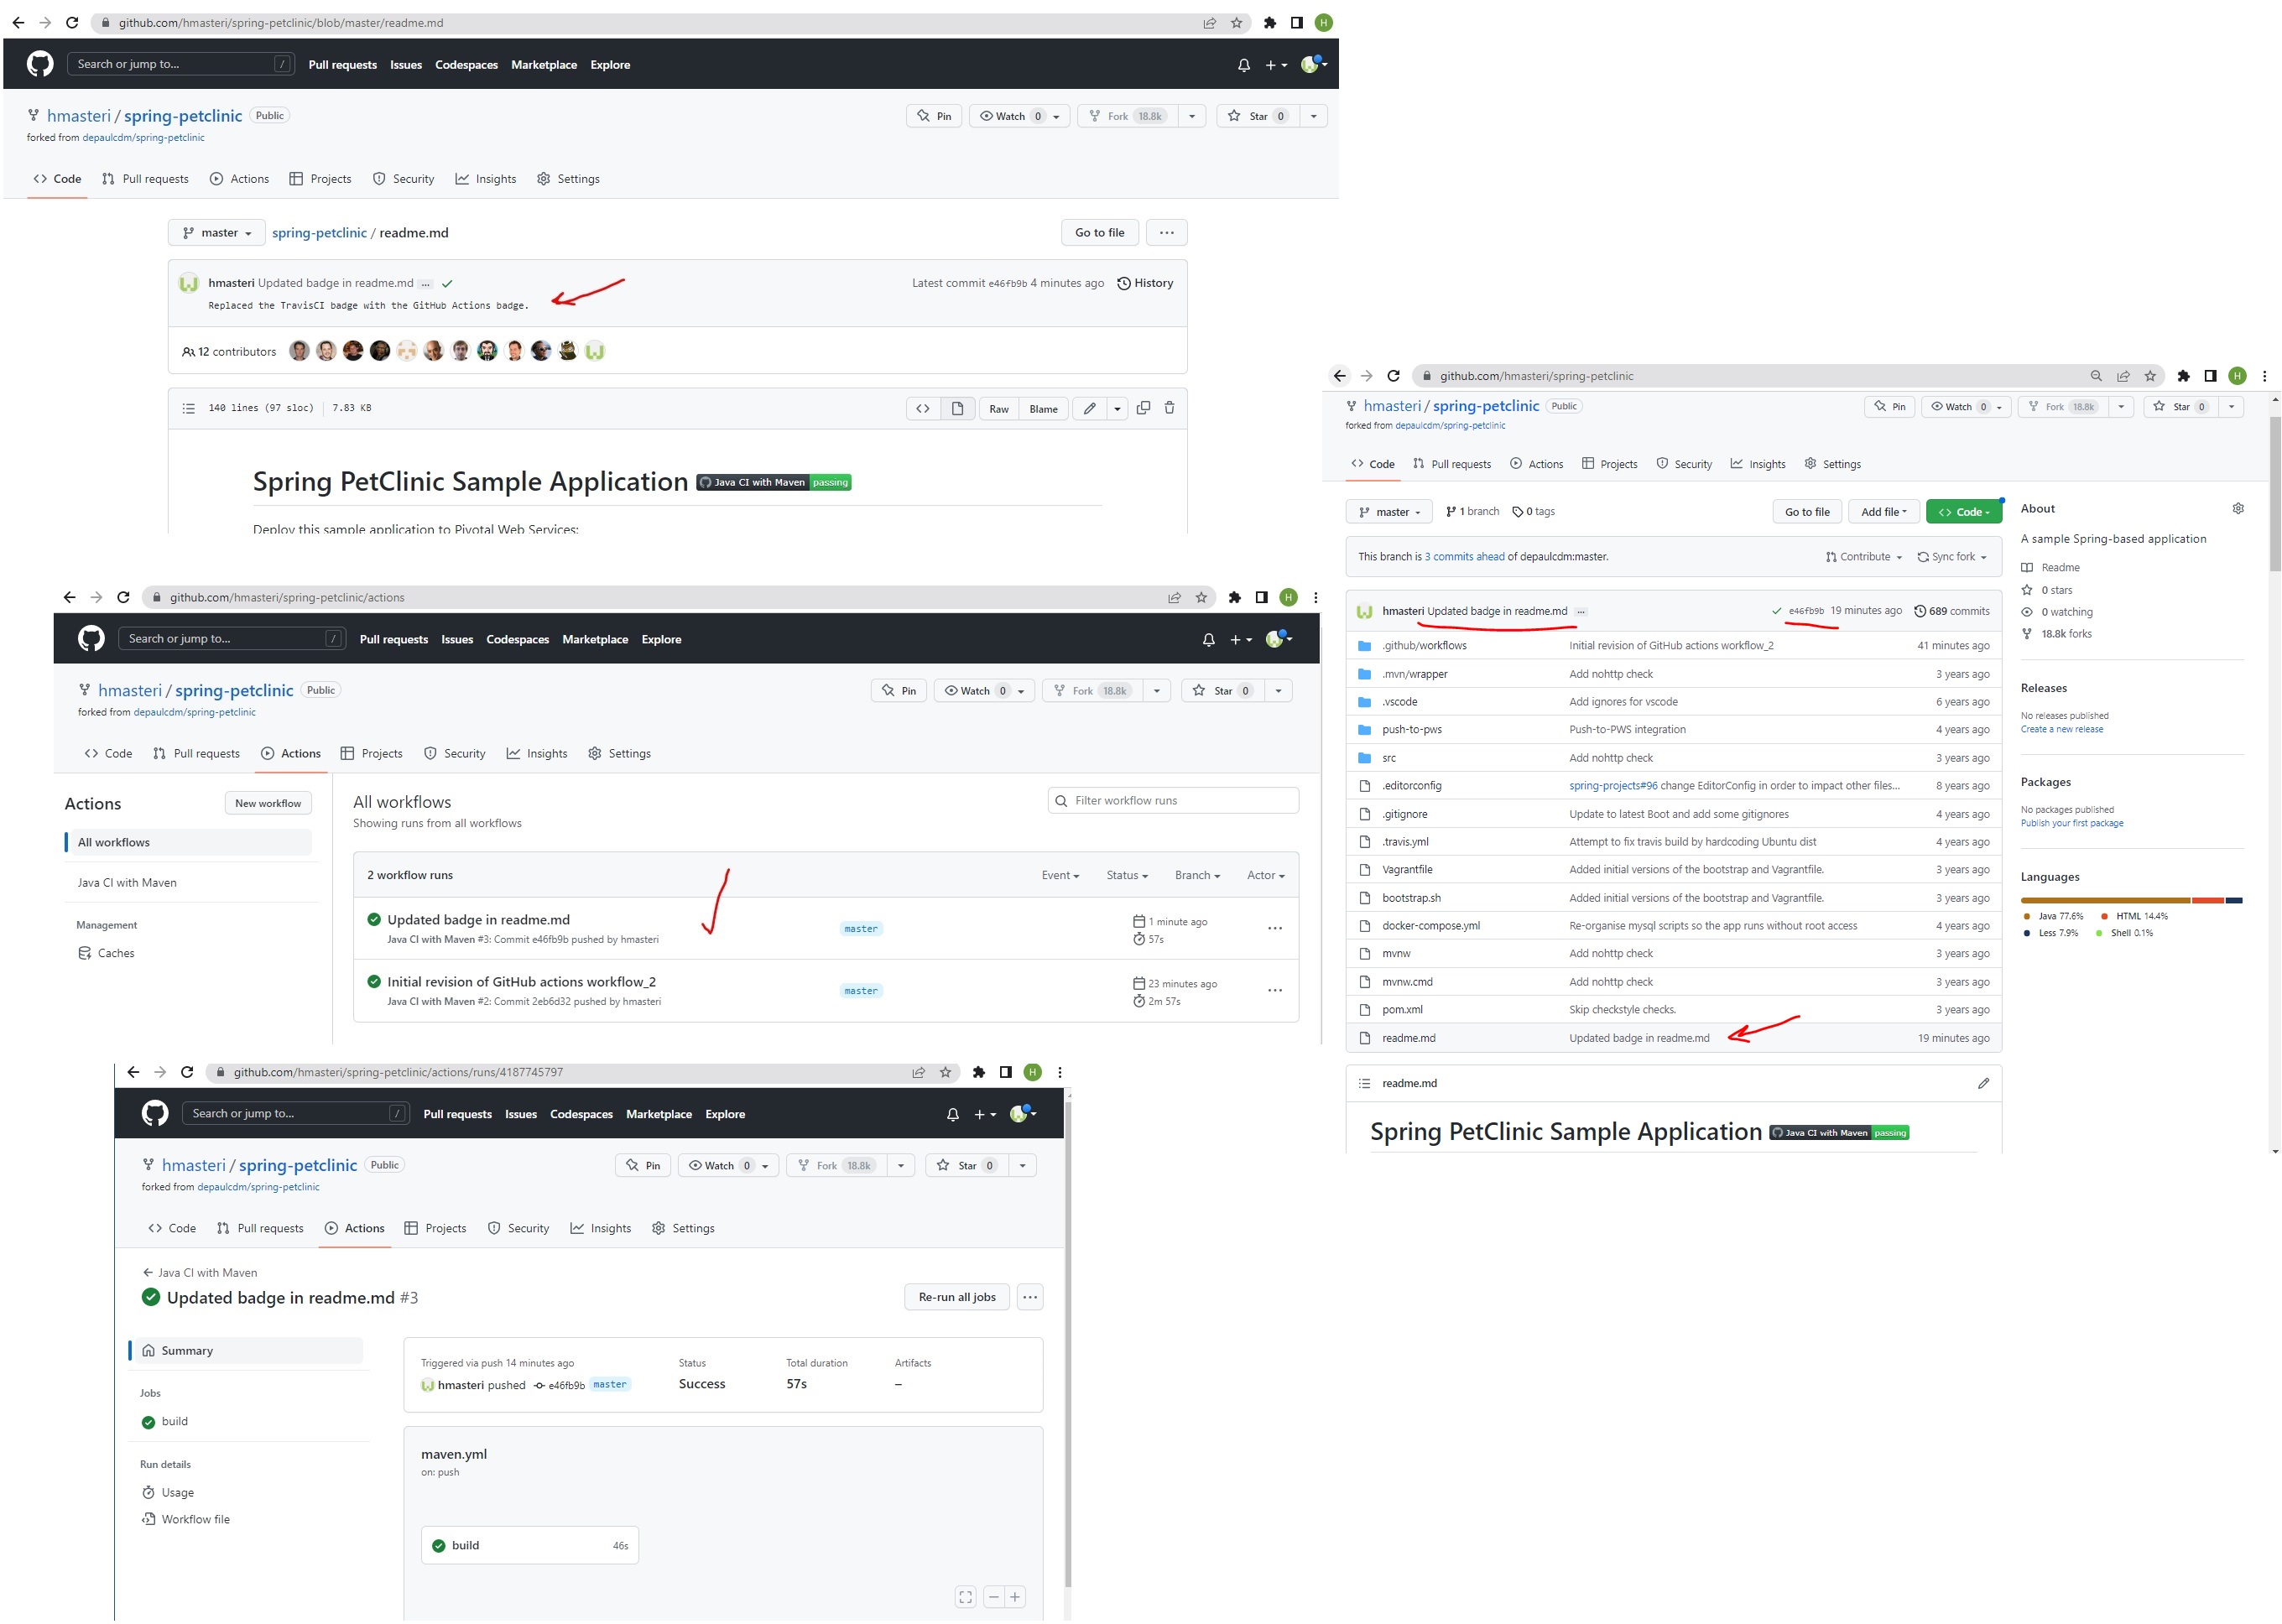 github.com/hmasteri/spring-petclinic/blob/master/readme.md
H
Search or jump to... /
Pull requests Issues Codespaces Marketplace Explore
hmasteri / spring-petclinic Public
forked from depaulcdm/spring-petclinic
Pin Watch 0 Fork 18.8k Star 0
Code Pull requests Actions Projects Security Insights Settings
master spring-petclinic / readme.md Go to file ...
hmasteri Updated badge in readme.md ... Latest commit e46fb9b 4 minutes ago History
Replaced the TravisCI badge with the GitHub Actions badge.
12 contributors
140 lines (97 sloc) 7.83 KB Raw Blame
Spring PetClinic Sample Application Java CI with Maven passing
Deploy this sample application to Pivotal Web Services:
github.com/hmasteri/spring-petclinic/actions
H
Search or jump to... /
Pull requests Issues Codespaces Marketplace Explore
hmasteri / spring-petclinic Public
forked from depaulcdm/spring-petclinic
Pin Watch 0 Fork 18.8k Star 0
Code Pull requests Actions Projects Security Insights Settings
Actions New workflow
All workflows
Java CI with Maven
Management
Caches
All workflows
Showing runs from all workflows
Filter workflow runs
2 workflow runs Event Status Branch Actor
Updated badge in readme.md master 1 minute ago
Java CI with Maven #3: Commit e46fb9b pushed by hmasteri 57s
Initial revision of GitHub actions workflow_2 master 23 minutes ago
Java CI with Maven #2: Commit 2eb6d32 pushed by hmasteri 2m 57s
github.com/hmasteri/spring-petclinic/actions/runs/4187745797
H
Search or jump to... /
Pull requests Issues Codespaces Marketplace Explore
hmasteri / spring-petclinic Public
forked from depaulcdm/spring-petclinic
Pin Watch 0 Fork 18.8k Star 0
Code Pull requests Actions Projects Security Insights Settings
Java CI with Maven
Updated badge in readme.md #3
Re-run all jobs ...
Summary
Jobs
build
Run details
Usage
Workflow file
Triggered via push 14 minutes ago Status Total duration Artifacts
hmasteri pushed e46fb9b master Success 57s –
maven.yml
on: push
build 46s
github.com/hmasteri/spring-petclinic
H
hmasteri / spring-petclinic Public
forked from depaulcdm/spring-petclinic
Pin Watch 0 Fork 18.8k Star 0
Code Pull requests Actions Projects Security Insights Settings
master 1 branch 0 tags Go to file Add file Code
This branch is 3 commits ahead of depaulcdm:master. Contribute Sync fork
hmasteri Updated badge in readme.md ... e46fb9b 19 minutes ago 689 commits
.github/workflows Initial revision of GitHub actions workflow_2 41 minutes ago
.mvn/wrapper Add nohttp check 3 years ago
.vscode Add ignores for vscode 6 years ago
push-to-pws Push-to-PWS integration 4 years ago
src Add nohttp check 3 years ago
.editorconfig spring-projects#96 change EditorConfig in order to impact other files... 8 years ago
.gitignore Update to latest Boot and add some gitignores 4 years ago
.travis.yml Attempt to fix travis build by hardcoding Ubuntu dist 4 years ago
Vagrantfile Added initial versions of the bootstrap and Vagrantfile. 3 years ago
bootstrap.sh Added initial versions of the bootstrap and Vagrantfile. 3 years ago
docker-compose.yml Re-organise mysql scripts so the app runs without root access 4 years ago
mvnw Add nohttp check 3 years ago
mvnw.cmd Add nohttp check 3 years ago
pom.xml Skip checkstyle checks. 3 years ago
readme.md Updated badge in readme.md 19 minutes ago
readme.md
Spring PetClinic Sample Application Java CI with Maven passing
About
A sample Spring-based application
Readme
0 stars
0 watching
18.8k forks
Releases
No releases published
Create a new release
Packages
No packages published
Publish your first package
Languages
Java 77.6% HTML 14.4%
Less 7.9% Shell 0.1%